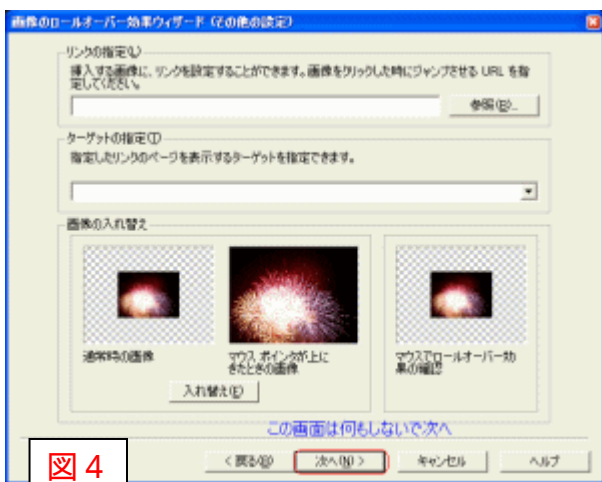 画像のロールオーバー効果ウィザード (その他の設定)
リンクの指定(L)
挿入する画像に、リンクを設定することができます。画像をクリックした時にジャンプさせる URL を指
定してください。
参照(B)...
ターゲットの指定(T)
指定したリンクのページを表示するターゲットを指定できます。
画像の入れ替え
通常時の画像
マウス ポインタが上に
きたときの画像
マウスでロールオーバー効
果の確認
入れ替え(E)
この画面は何もしないで次へ
図４
< 戻る(B)
次へ(N) >
キャンセル
ヘルプ